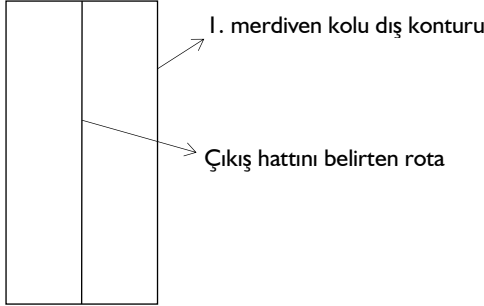 1. merdiven kolu dış konturu
Çıkış hattını belirten rota